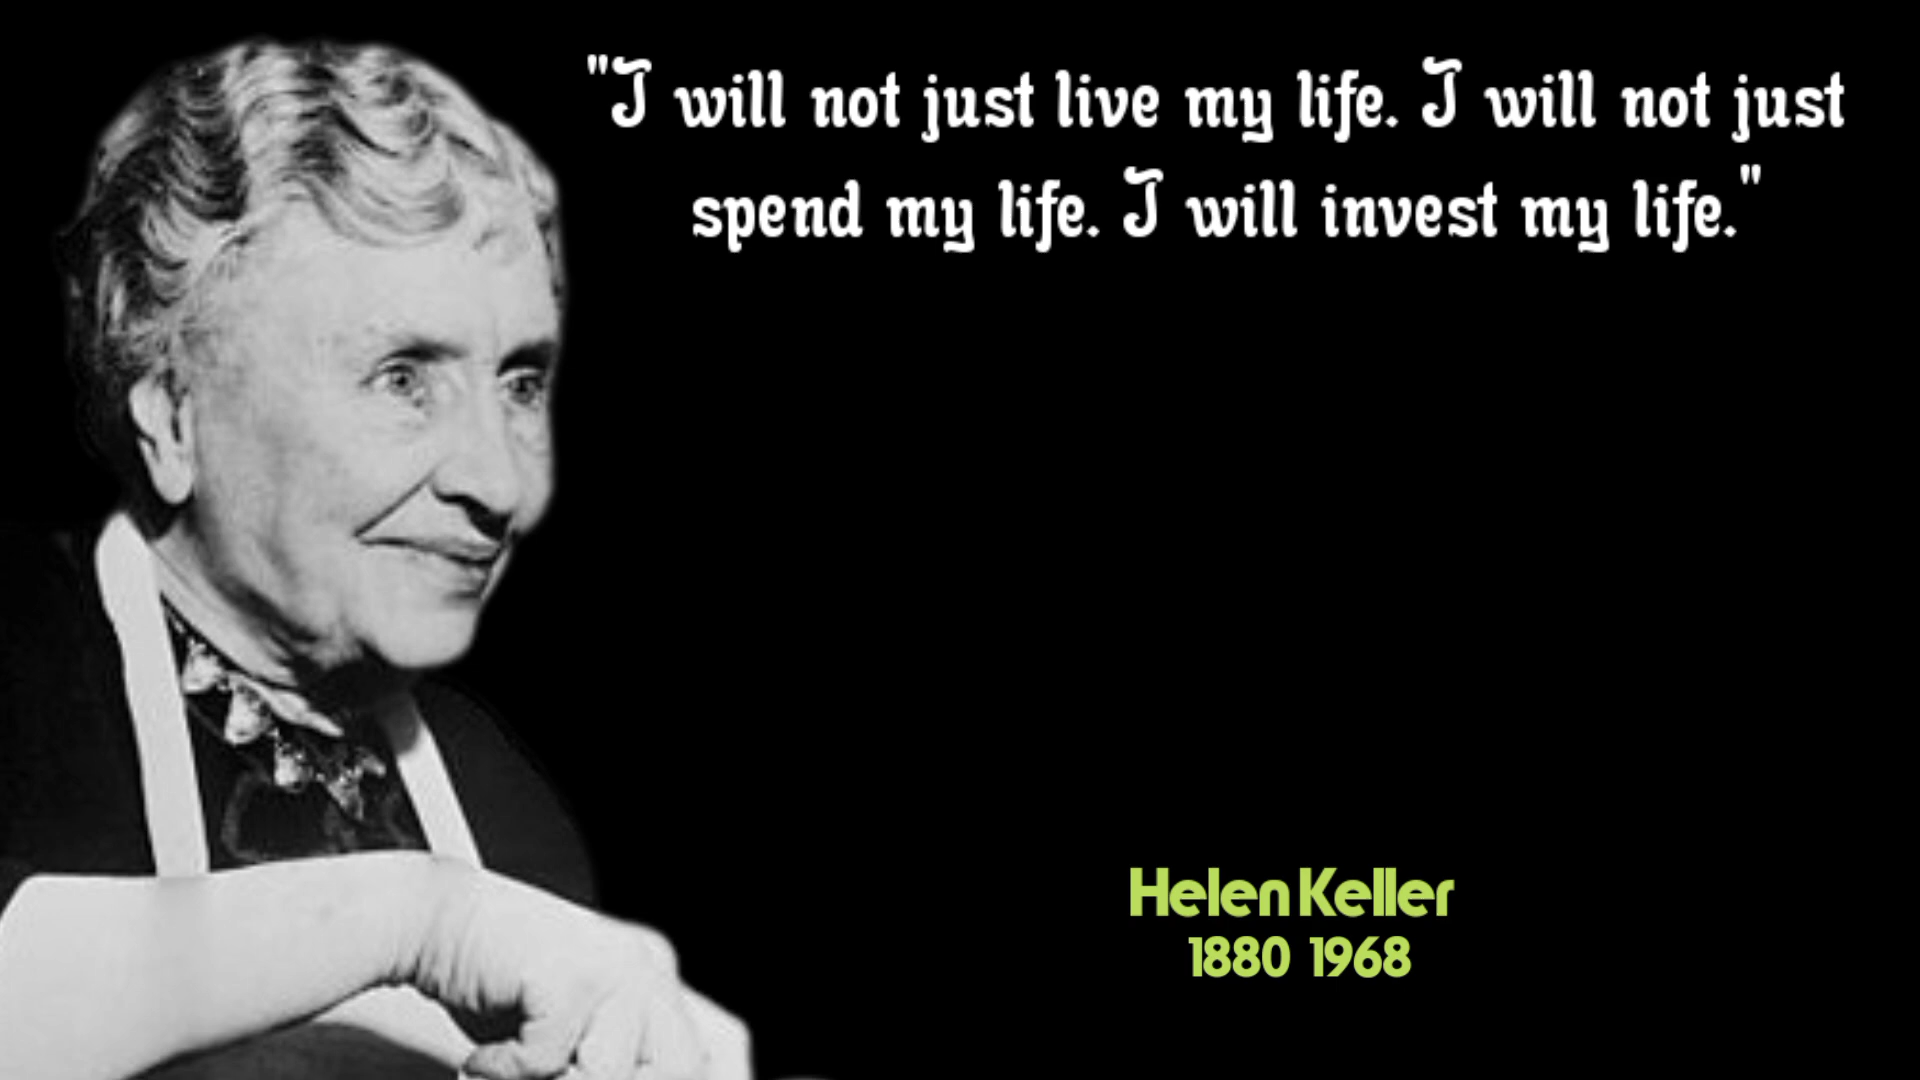 "I will not just live my life. I will not just
spend my life. I will invest my life."
Helen Keller
1880 1968